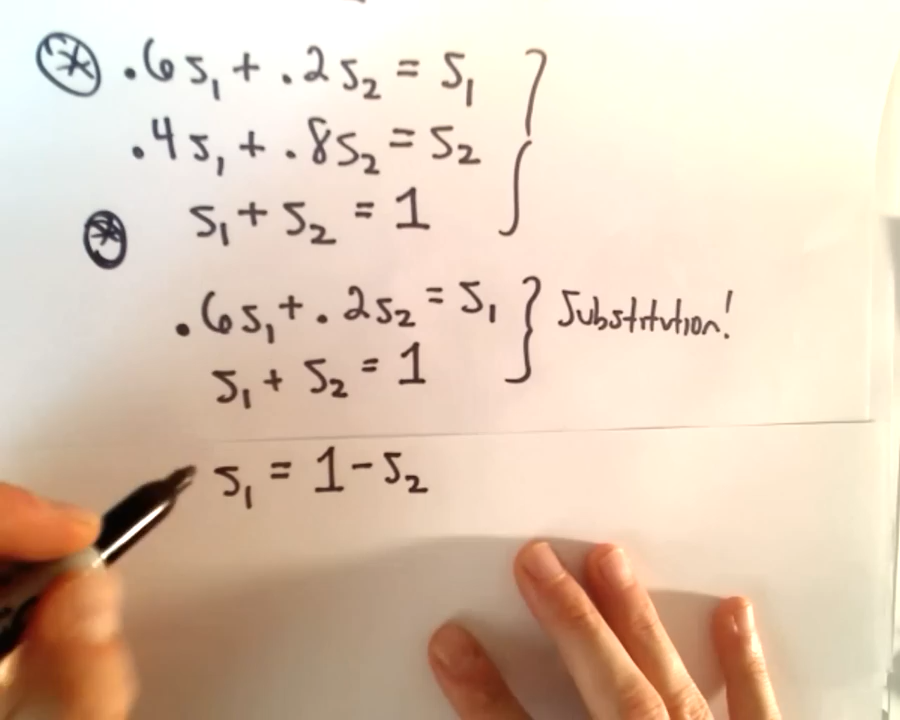 ⊛ .6s₁ + .2s₂ = s₁
.4s₁ + .8s₂ = s₂
⊛ s₁ + s₂ = 1
.6s₁ + .2s₂ = s₁ } Substitution!
s₁ + s₂ = 1
s₁ = 1 - s₂